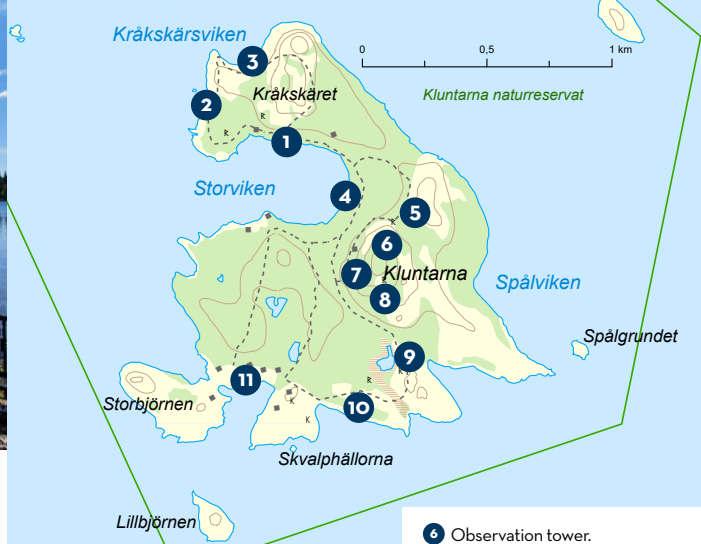 Kråkskärsviken
0 0,5 1 km
3
Kråkskäret
Kluntarna naturreservat
2
R
R
1
Storviken
4
5
R
6
7
Kluntarna
8
Spålviken
Spålgrundet
9
R
R
11
Storbjörnen
K
10
K
Skvalphällorna
Lillbjörnen
6 Observation tower.